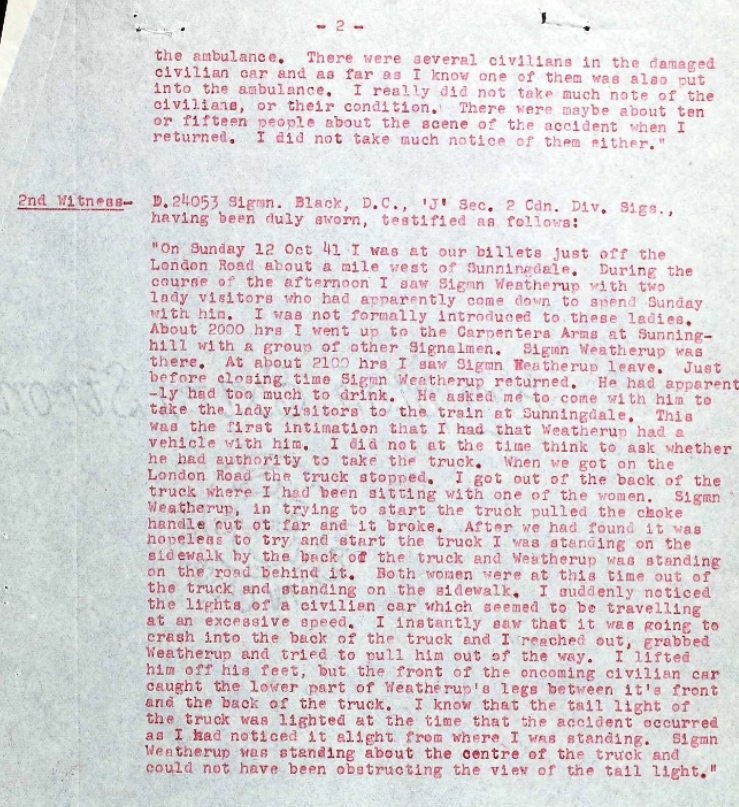 - 2 -
the ambulance. There were several civilians in the damaged
civilian car and as far as I know one of them was also put
into the ambulance. I really did not take much note of the
civilians, or their condition. There were maybe about ten
or fifteen people about the scene of the accident when I
returned. I did not take much notice of them either."
2nd Witness- D.24053 Sigmn. Black, D.C., 'J' Sec. 2 Cdn. Div. Sigs.,
having been duly sworn, testified as follows:
"On Sunday 12 Oct 41 I was at our billets just off the
London Road about a mile west of Sunningdale. During the
course of the afternoon I saw Sigmn Weatherup with two
lady visitors who had apparently come down to spend Sunday
with him. I was not formally introduced to these ladies.
About 2000 hrs I went up to the Carpenters Arms at Sunning-
hill with a group of other Signalmen. Sigmn Weatherup was
there. At about 2100 hrs I saw Sigmn Weatherup leave. Just
before closing time Sigmn Weatherup returned. He had apparent
-ly had too much to drink. He asked me to come with him to
take the lady visitors to the train at Sunningdale. This
was the first intimation that I had that Weatherup had a
vehicle with him. I did not at the time think to ask whether
he had authority to take the truck. When we got on the
London Road the truck stopped. I got out of the back of the
truck where I had been sitting with one of the women. Sigmn
Weatherup, in trying to start the truck pulled the choke
handle out ot far and it broke. After we had found it was
hopeless to try and start the truck I was standing on the
sidewalk by the back of the truck and Weatherup was standing
on the road behind it. Both women were at this time out of
the truck and standing on the sidewalk. I suddenly noticed
the lights of a civilian car which seemed to be travelling
at an excessive speed. I instantly saw that it was going to
crash into the back of the truck and I reached out, grabbed
Weatherup and tried to pull him out of the way. I lifted
him off his feet, but the front of the oncoming civilian car
caught the lower part of Weatherup's legs between it's front
and the back of the truck. I know that the tail light of
the truck was lighted at the time that the accident occurred
as I had noticed it alight from where I was standing. Sigmn
Weatherup was standing about the centre of the truck and
could not have been obstructing the view of the tail light."